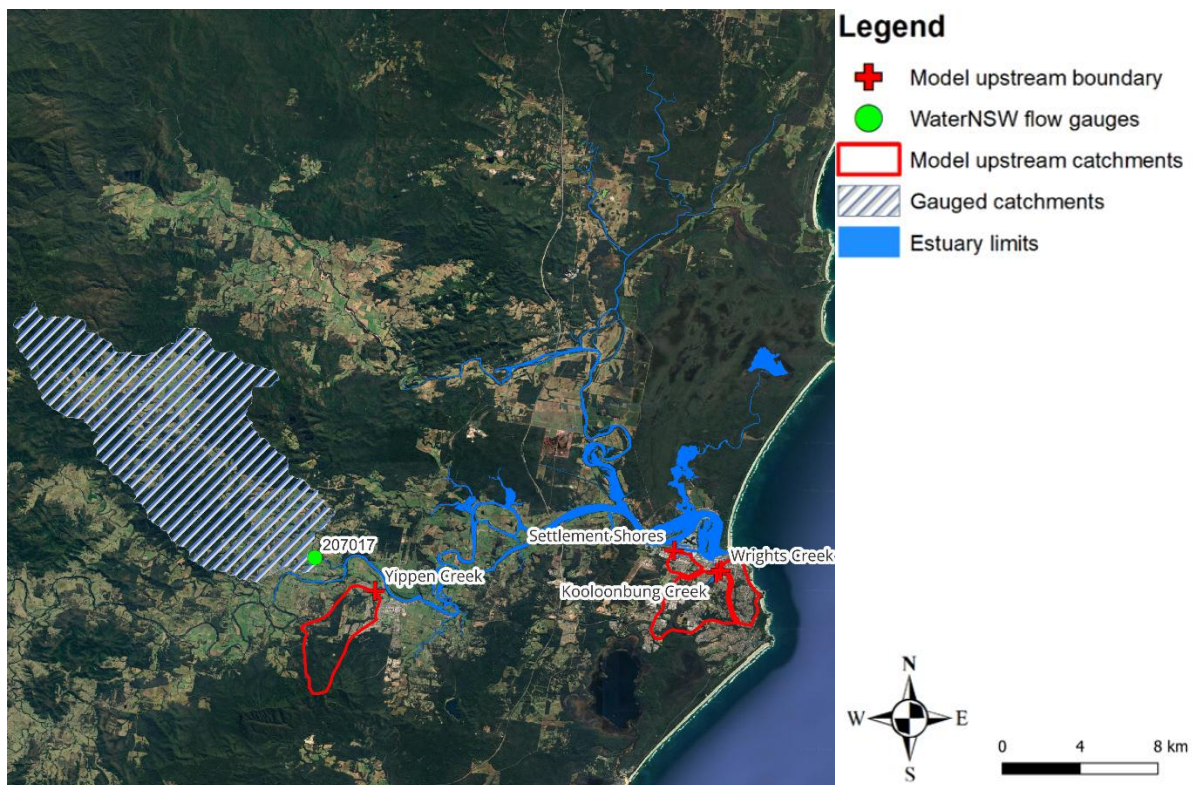 Legend
Model upstream boundary
WaterNSW flow gauges
Model upstream catchments
Gauged catchments
Estuary limits
207017
Yippen Creek
Settlement Shores
Wrights Creek
Kooloonbung Creek
N
W E
S
0 4 8 km